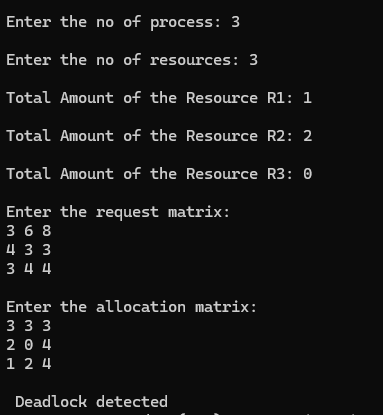 Enter the no of process: 3
Enter the no of resources: 3
Total Amount of the Resource R1: 1
Total Amount of the Resource R2: 2
Total Amount of the Resource R3: 0
Enter the request matrix:
3 6 8
4 3 3
3 4 4
Enter the allocation matrix:
3 3 3
2 0 4
1 2 4
Deadlock detected